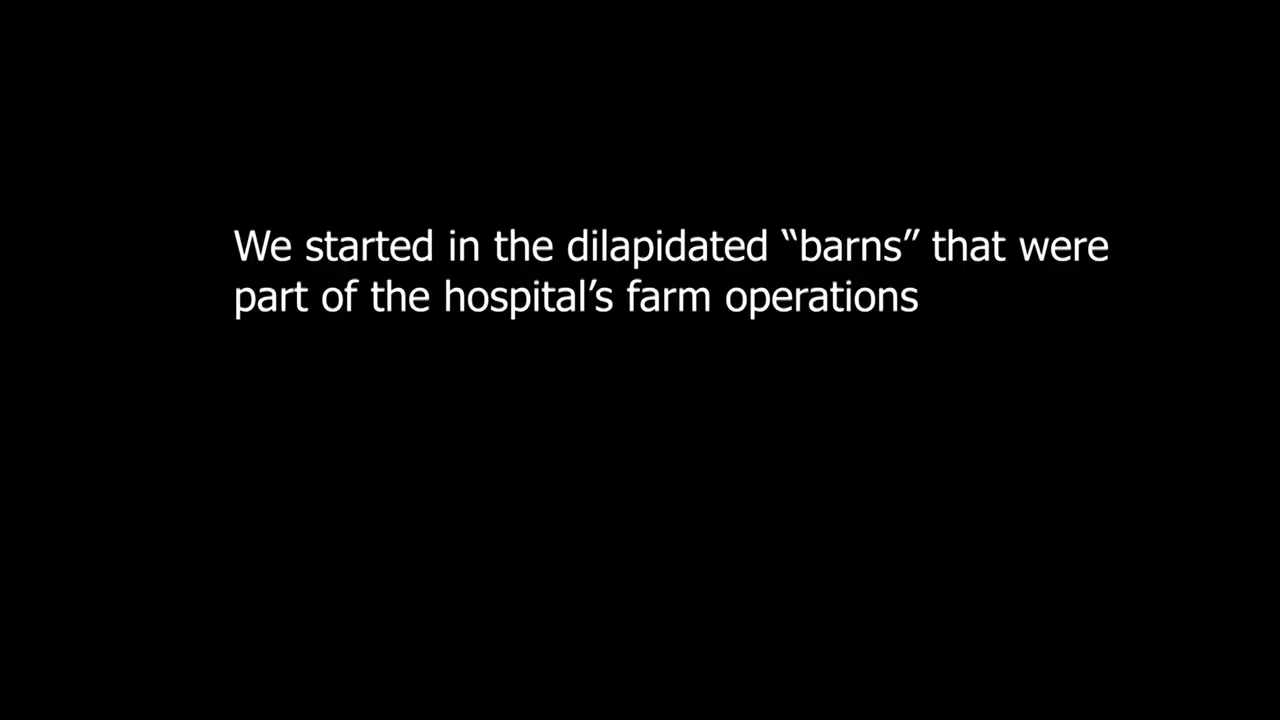 We started in the dilapidated “barns” that were
part of the hospital’s farm operations